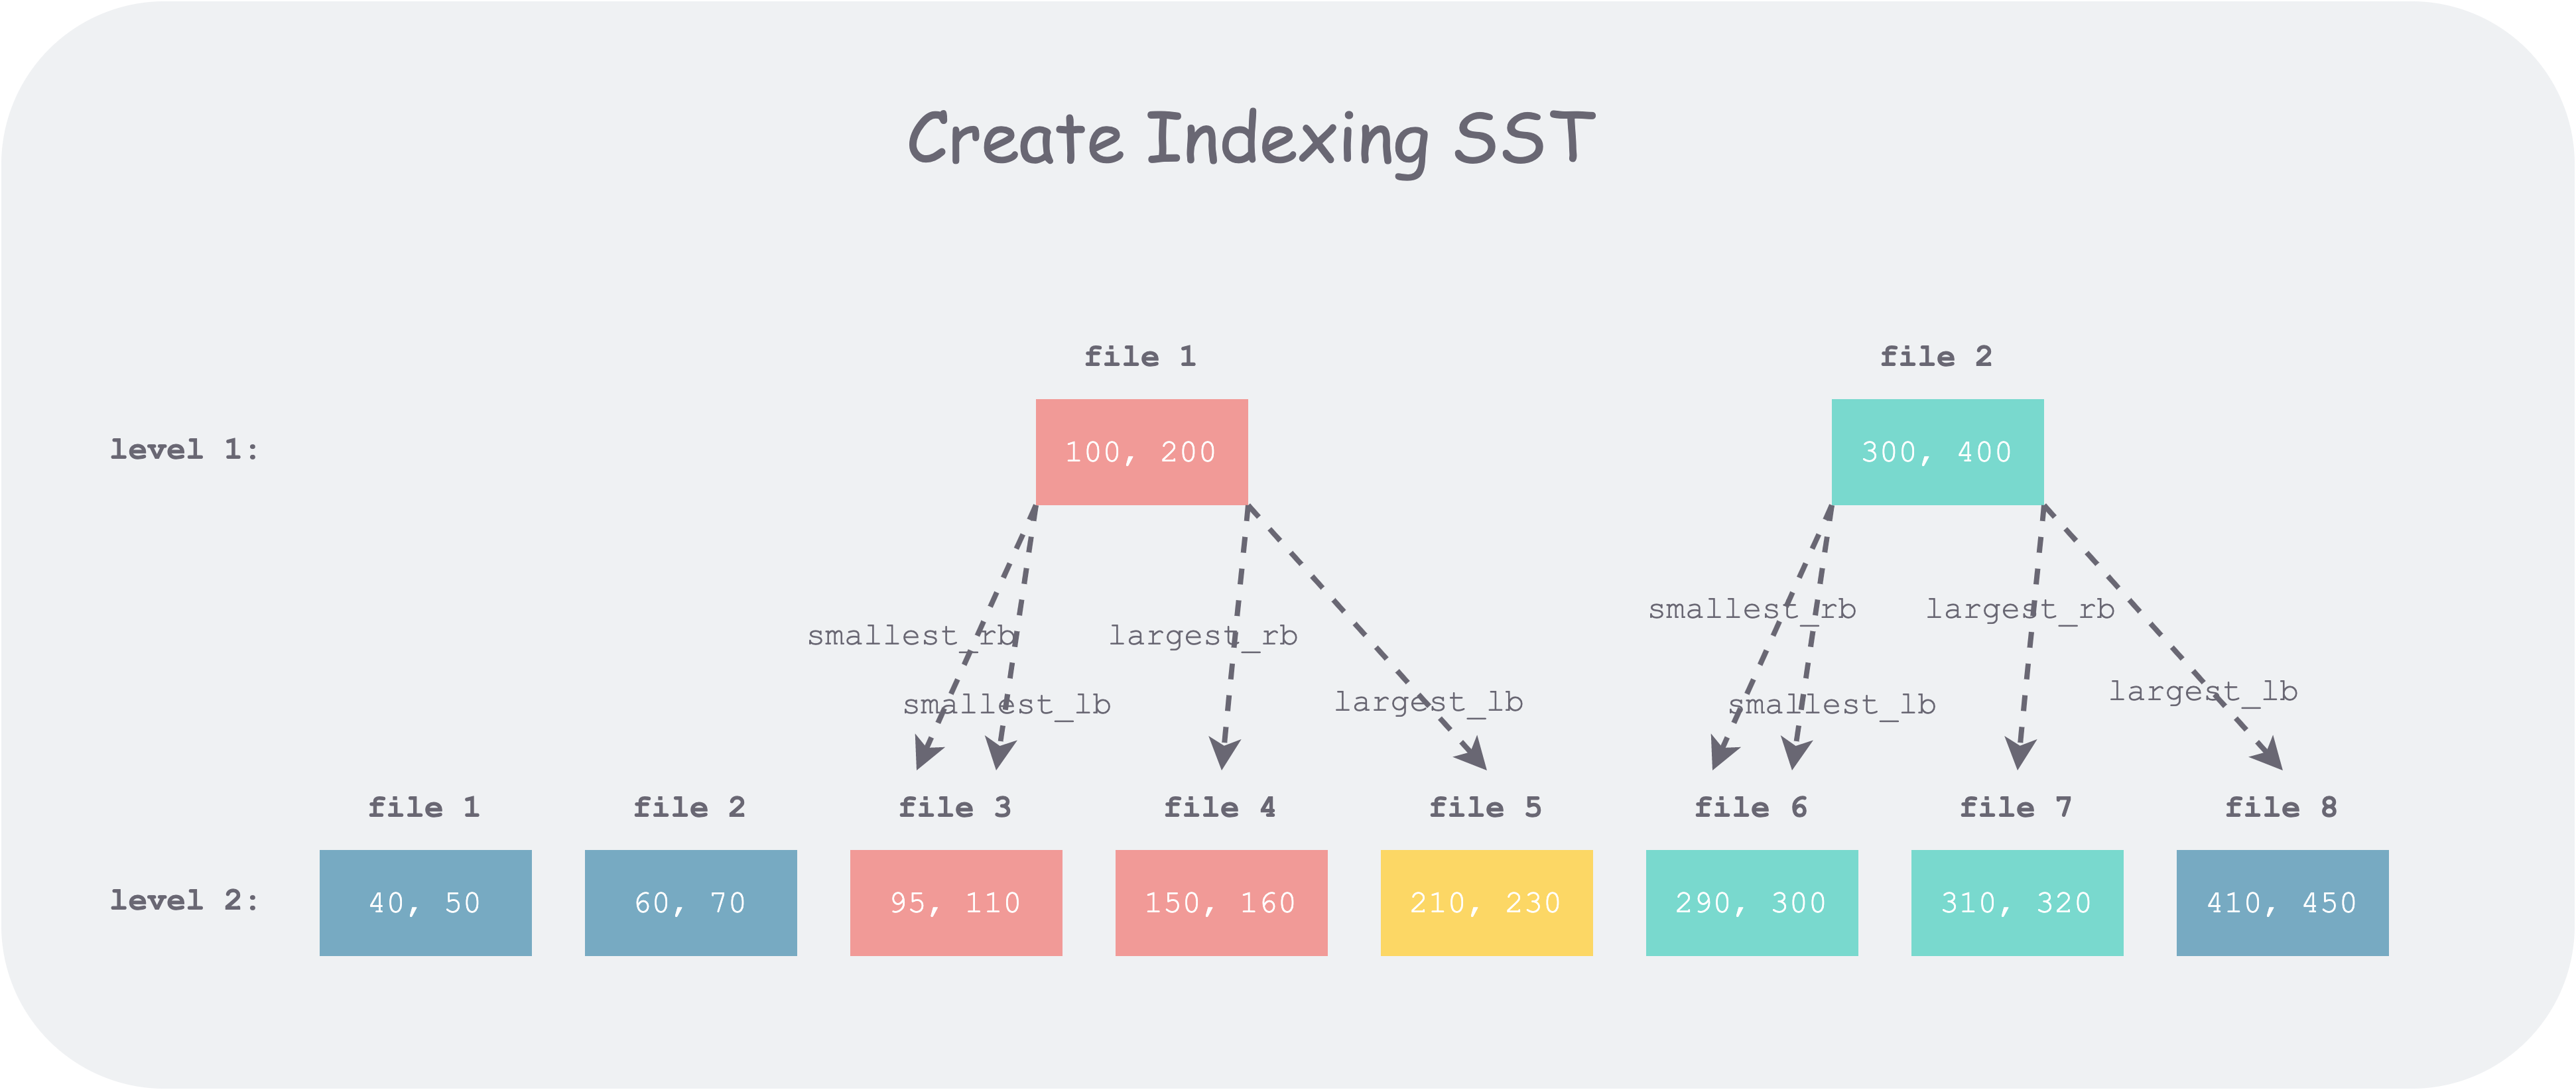 Create Indexing SST
file 1 file 2
level 1: 100, 200 300, 400
smallest_rb largest_rb smallest_rb largest_rb
smallest_lb largest_lb smallest_lb largest_lb
file 1 file 2 file 3 file 4 file 5 file 6 file 7 file 8
level 2: 40, 50 60, 70 95, 110 150, 160 210, 230 290, 300 310, 320 410, 450